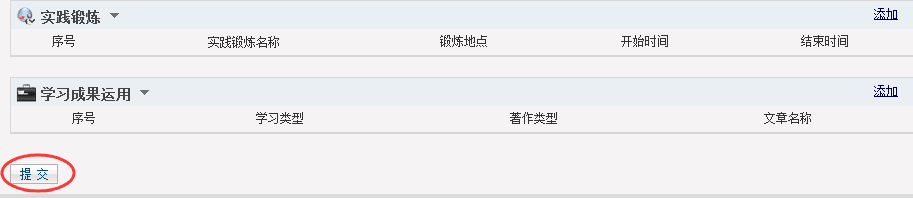 实践锻炼 添加
序号 实践锻炼名称 锻炼地点 开始时间 结束时间
学习成果运用 添加
序号 学习类型 著作类型 文章名称
提 交